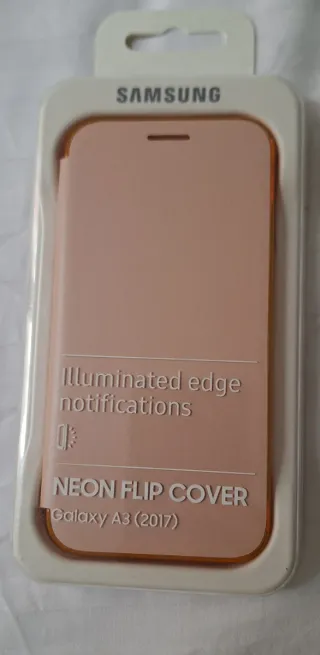 SAMSUNG
Illuminated edge
notifications
NEON FLIP COVER
Galaxy A3 (2017)